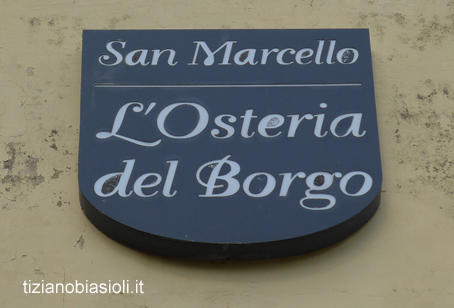 San Marcello
L'Osteria
del Borgo
tizianobiasioli.it